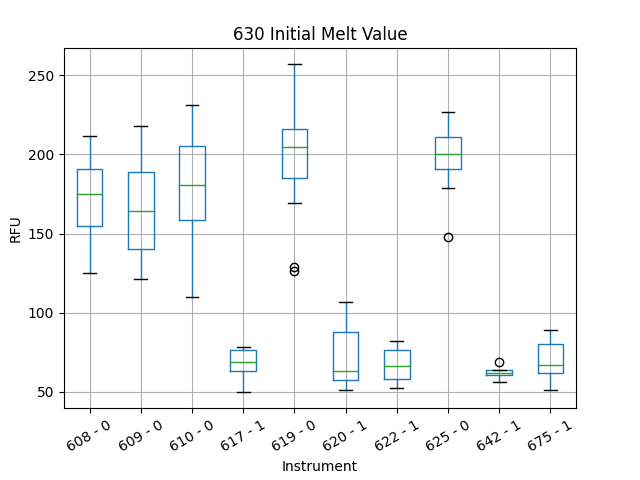 630 Initial Melt Value
250
200
150
100
50
RFU
608 - 0
609 - 0
610 - 0
617 - 1
619 - 0
620 - 1
622 - 1
625 - 0
642 - 1
675 - 1
Instrument